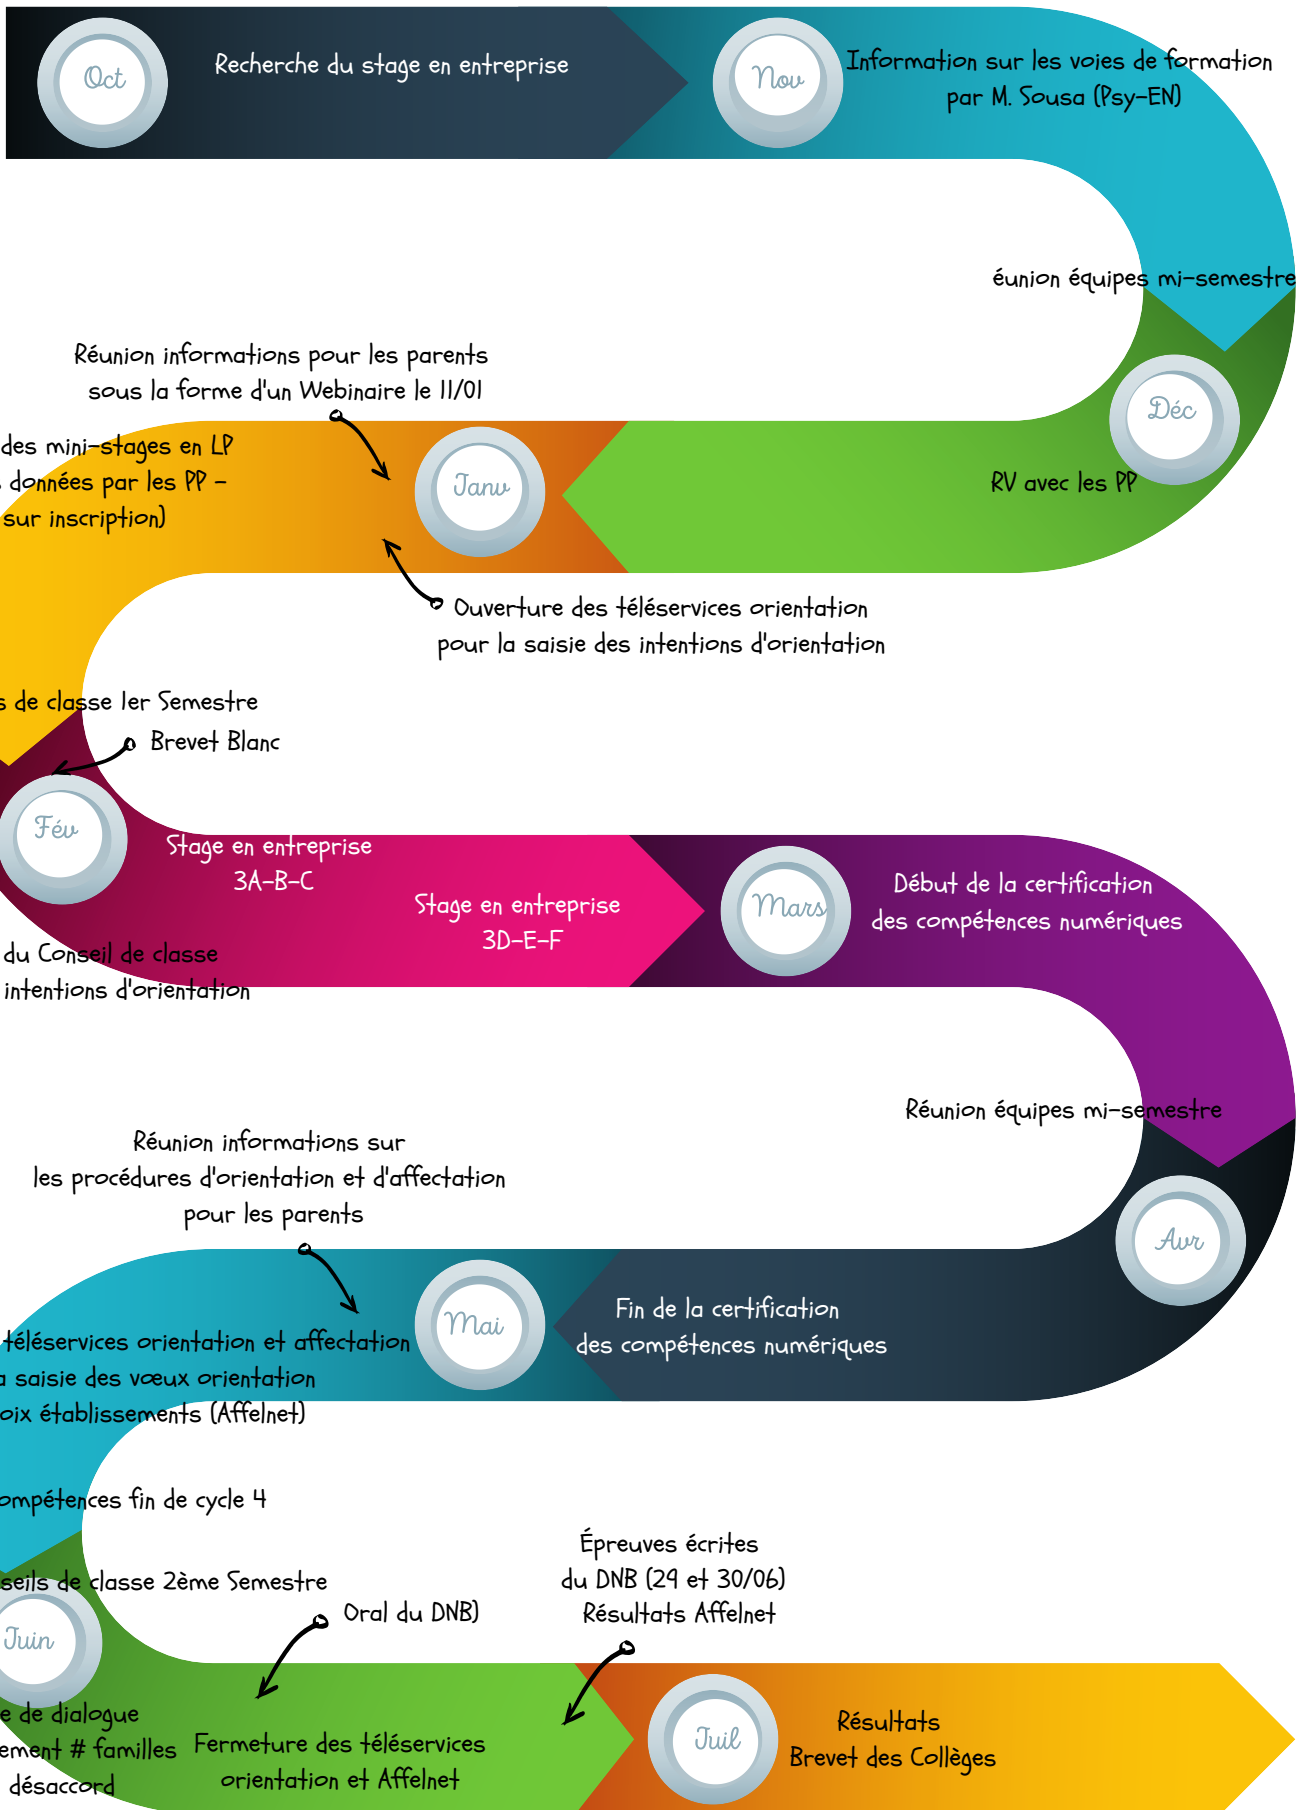 Oct
Recherche du stage en entreprise
Nov
Information sur les voies de formation
par M. Sousa (Psy-EN)
éunion équipes mi-semestre
Déc
RV avec les PP
Réunion informations pour les parents
sous la forme d'un Webinaire le 11/01
Janv
Ouverture des téléservices orientation
pour la saisie des intentions d'orientation
des mini-stages en LP
données par les PP -
sur inscription)
de classe 1er Semestre
Brevet Blanc
Fév
Stage en entreprise
3A-B-C
Stage en entreprise
3D-E-F
du Conseil de classe
intentions d'orientation
Mars
Début de la certification
des compétences numériques
Réunion équipes mi-semestre
Avr
Fin de la certification
des compétences numériques
Réunion informations sur
les procédures d'orientation et d'affectation
pour les parents
Mai
téléservices orientation et affectation
a saisie des vœux orientation
oix établissements (Affelnet)
ompétences fin de cycle 4
seils de classe 2ème Semestre
Juin
Oral du DNB)
Épreuves écrites
du DNB (29 et 30/06)
Résultats Affelnet
e de dialogue
ement # familles
désaccord
Fermeture des téléservices
orientation et Affelnet
Juil
Résultats
Brevet des Collèges